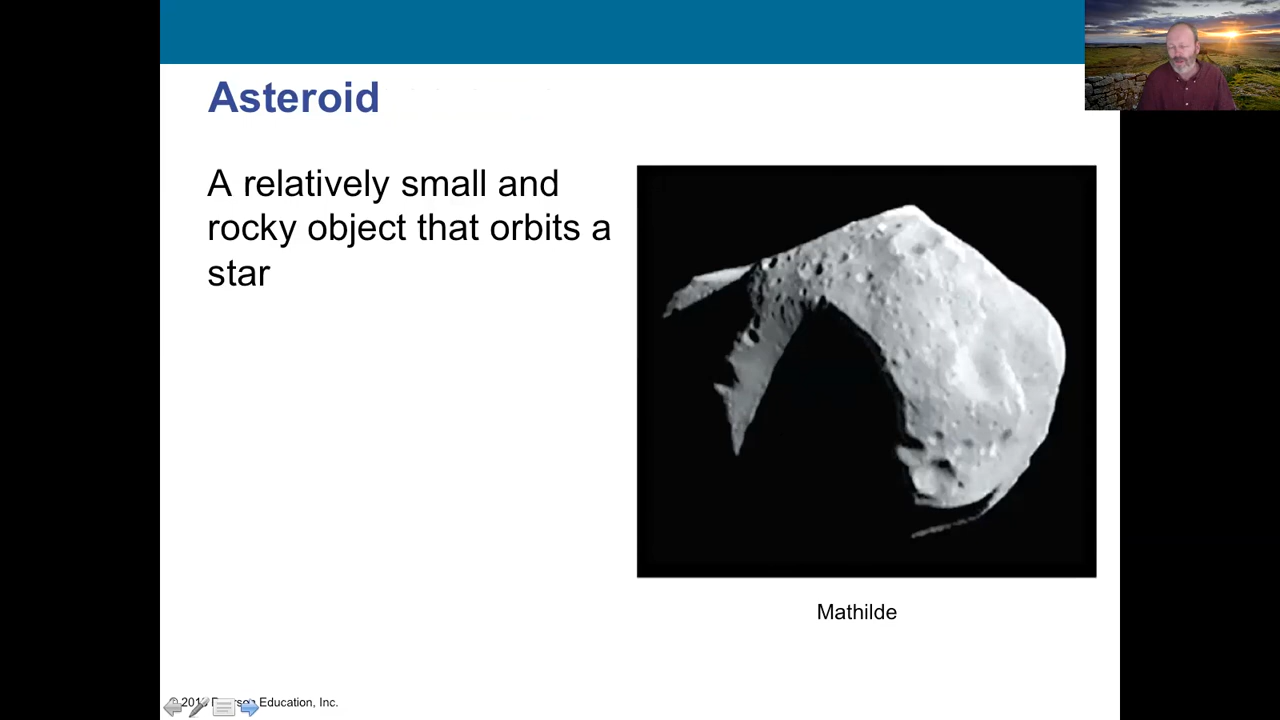 Asteroid
A relatively small and
rocky object that orbits a
star
Mathilde
Education, Inc.